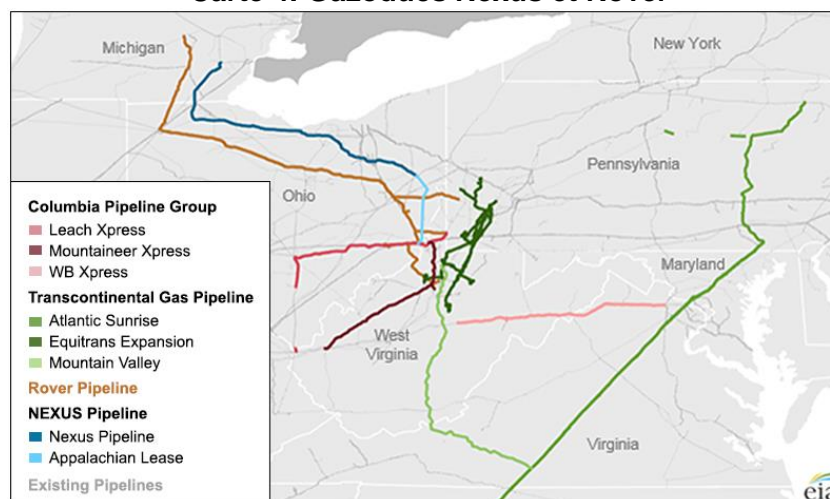 Michigan
New York
Pennsylvania
Ohio
Columbia Pipeline Group
Leach Xpress
Mountaineer Xpress
WB Xpress
Transcontinental Gas Pipeline
Atlantic Sunrise
Equitrans Expansion
Mountain Valley
Rover Pipeline
NEXUS Pipeline
Nexus Pipeline
Appalachian Lease
Existing Pipelines
Maryland
West
Virginia
Virginia
eia